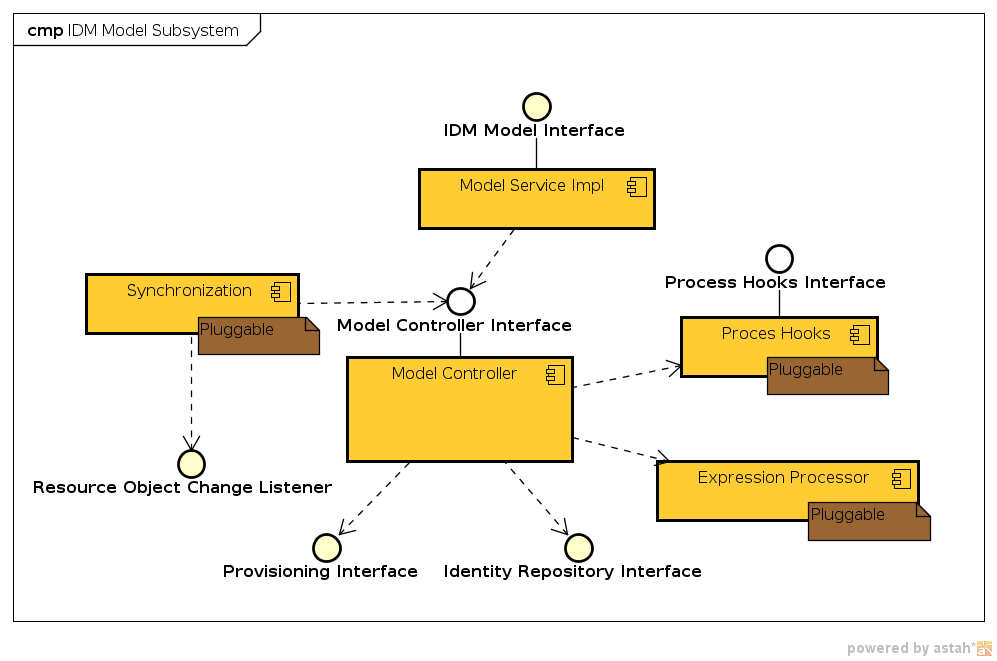 cmp IDM Model Subsystem
IDM Model Interface
Model Service Impl
Process Hooks Interface
Synchronization
Pluggable
Model Controller Interface
Proces Hooks
Pluggable
Model Controller
Resource Object Change Listener
Expression Processor
Pluggable
Provisioning Interface
Identity Repository Interface
powered by astah*